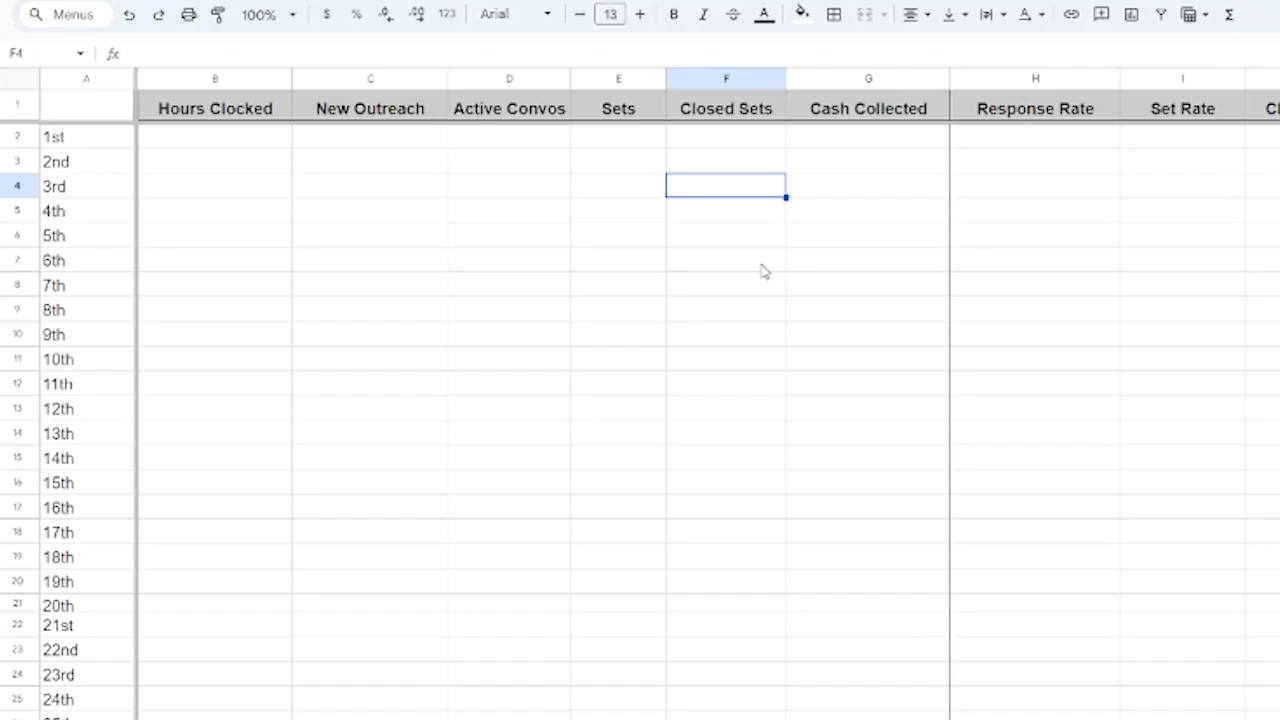 Menus 100% $ % .0 .00 123 Arial 13 B I A Σ
F4 fx
A B C D E F G H I
1 Hours Clocked New Outreach Active Convos Sets Closed Sets Cash Collected Response Rate Set Rate
2 1st
3 2nd
4 3rd
5 4th
6 5th
7 6th
8 7th
9 8th
10 9th
11 10th
12 11th
13 12th
14 13th
15 14th
16 15th
17 16th
18 17th
19 18th
20 19th
21 20th
22 21st
23 22nd
24 23rd
25 24th